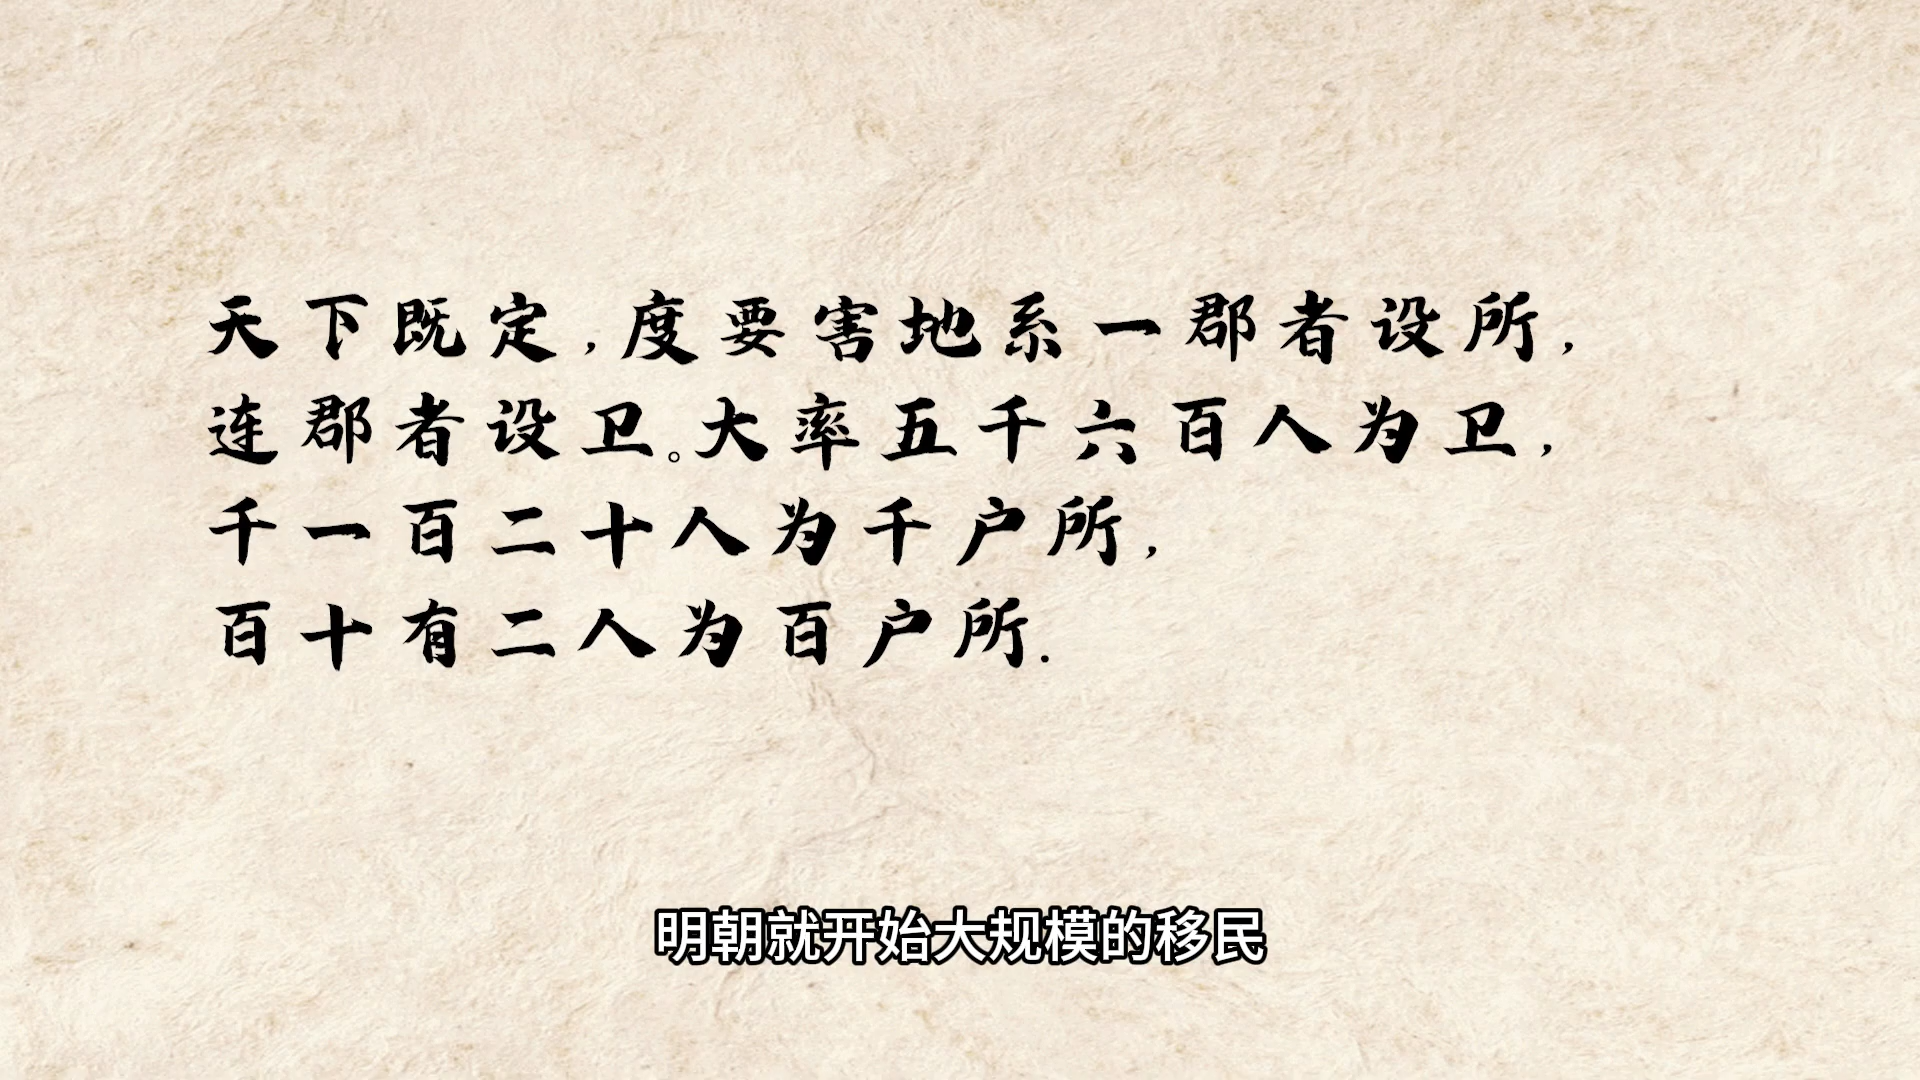 天下既定,度要害地系一郡者设所,
连郡者设卫。大率五千六百人为卫,
千一百二十人为千户所,
百十有二人为百户所.
明朝就开始大规模的移民